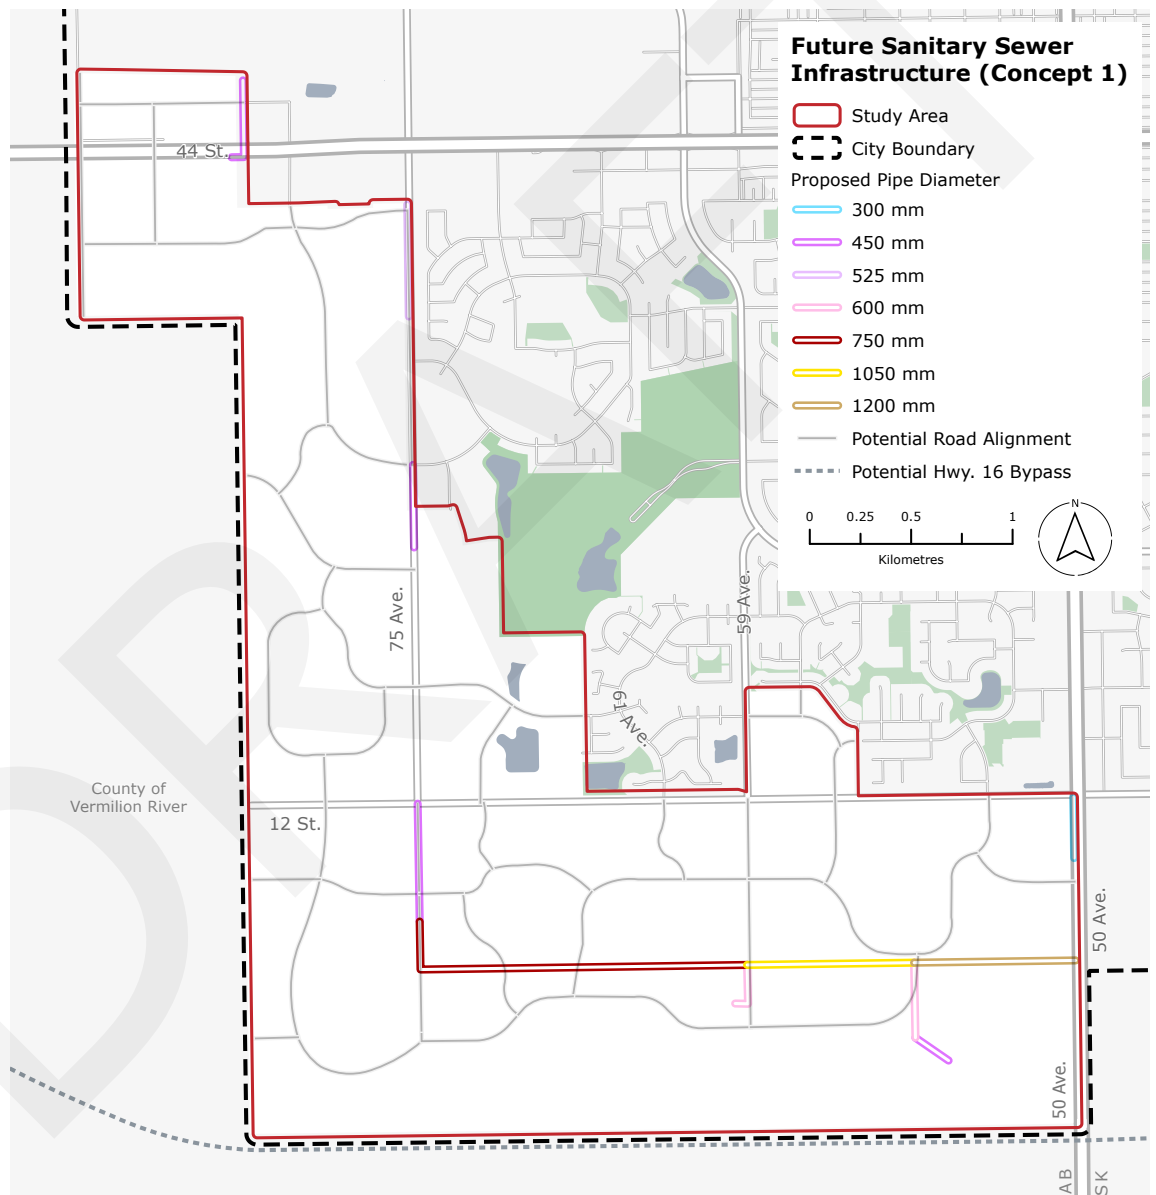 Future Sanitary Sewer
Infrastructure (Concept 1)
Study Area
City Boundary
Proposed Pipe Diameter
300 mm
450 mm
525 mm
600 mm
750 mm
1050 mm
1200 mm
Potential Road Alignment
Potential Hwy. 16 Bypass
0 0.25 0.5 1
Kilometres
N
44 St.
75 Ave.
59 Ave.
61 Ave.
County of
Vermilion River
12 St.
50 Ave.
50 Ave.
AB
SK
DRAFT